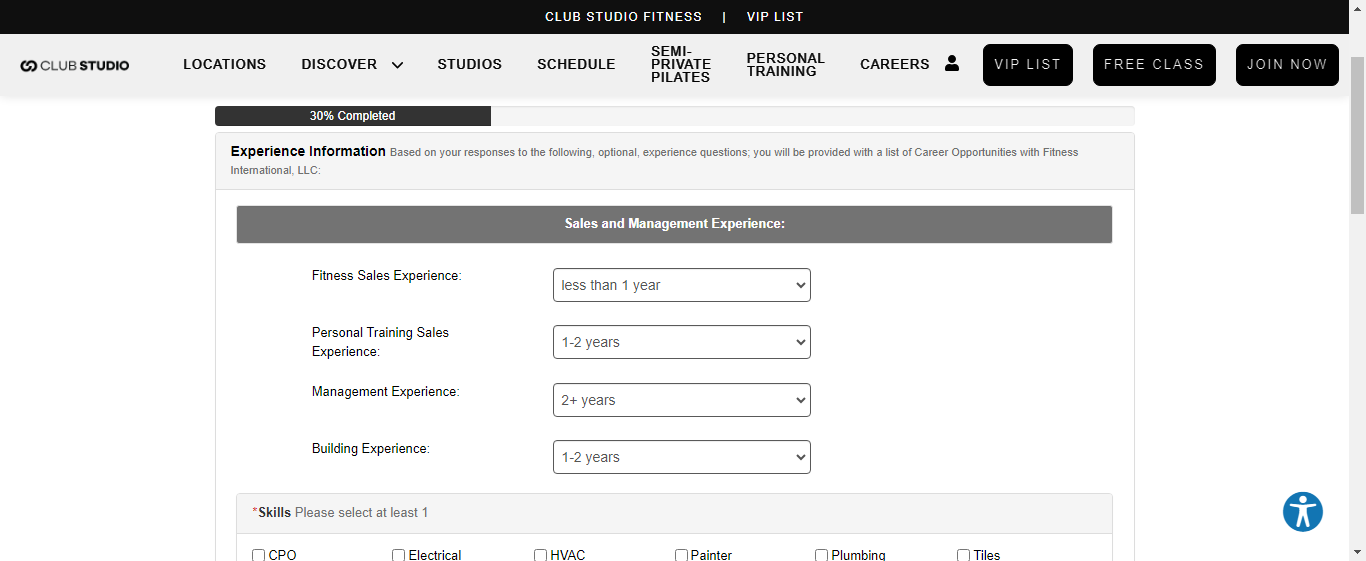 CLUB STUDIO FITNESS | VIP LIST
CLUB STUDIO
LOCATIONS
DISCOVER
STUDIOS
SCHEDULE
SEMI-
PRIVATE
PILATES
PERSONAL
TRAINING
CAREERS
VIP LIST
FREE CLASS
JOIN NOW
30% Completed
Experience Information Based on your responses to the following, optional, experience questions; you will be provided with a list of Career Opportunities with Fitness
International, LLC:
Sales and Management Experience:
Fitness Sales Experience:
less than 1 year
Personal Training Sales
Experience:
1-2 years
Management Experience:
2+ years
Building Experience:
1-2 years
*Skills Please select at least 1
CPO
Electrical
HVAC
Painter
Plumbing
Tiles